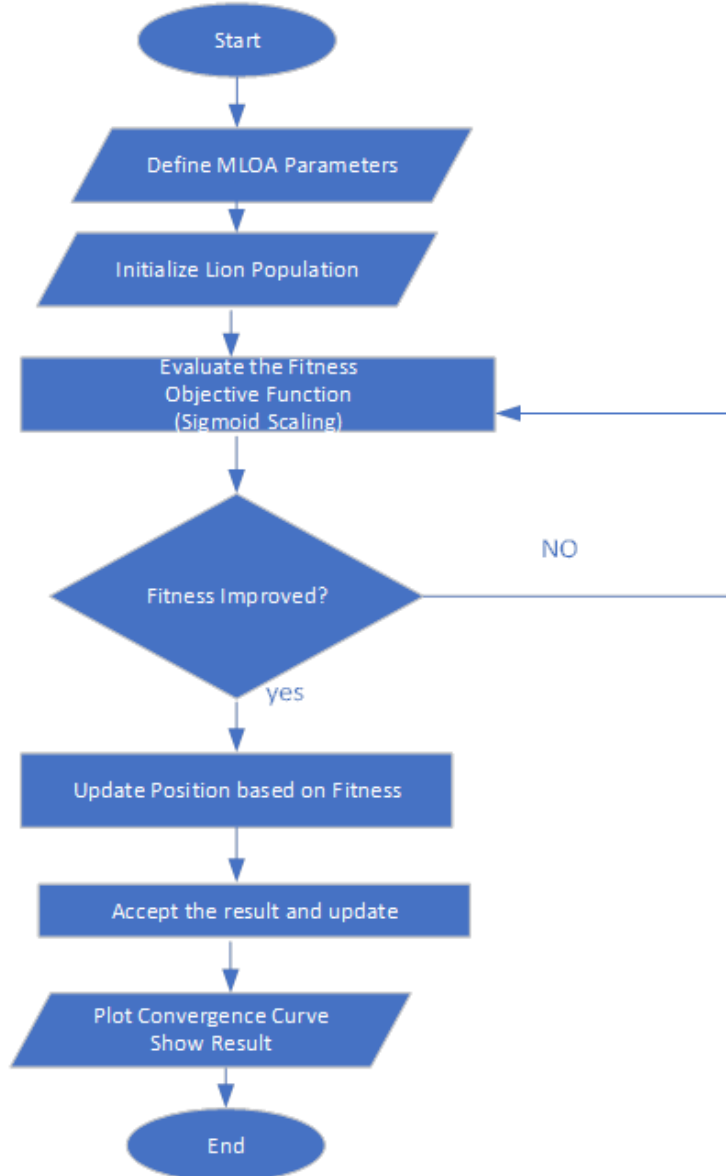 Start
Define MLOA Parameters
Initialize Lion Population
Evaluate the Fitness
Objective Function
(Sigmoid Scaling)
NO
Fitness Improved?
yes
Update Position based on Fitness
Accept the result and update
Plot Convergence Curve
Show Result
End